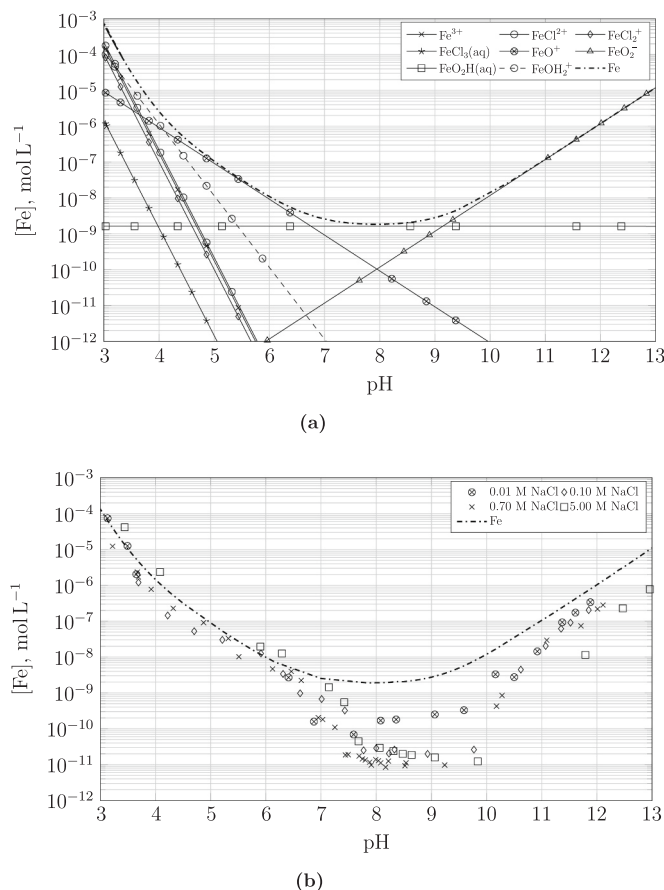 10⁻³
10⁻⁴
10⁻⁵
10⁻⁶
10⁻⁷
10⁻⁸
10⁻⁹
10⁻¹⁰
10⁻¹¹
10⁻¹²
[Fe], mol L⁻¹
Fe³⁺ FeCl²⁺ FeCl₂⁺
FeCl₃(aq) FeO⁺ FeO₂⁻
FeO₂H(aq) FeOH₂⁺ Fe
3 4 5 6 7 8 9 10 11 12 13
pH
(a)
10⁻³
10⁻⁴
10⁻⁵
10⁻⁶
10⁻⁷
10⁻⁸
10⁻⁹
10⁻¹⁰
10⁻¹¹
10⁻¹²
[Fe], mol L⁻¹
0.01 M NaCl 0.10 M NaCl
0.70 M NaCl 5.00 M NaCl
Fe
3 4 5 6 7 8 9 10 11 12 13
pH
(b)